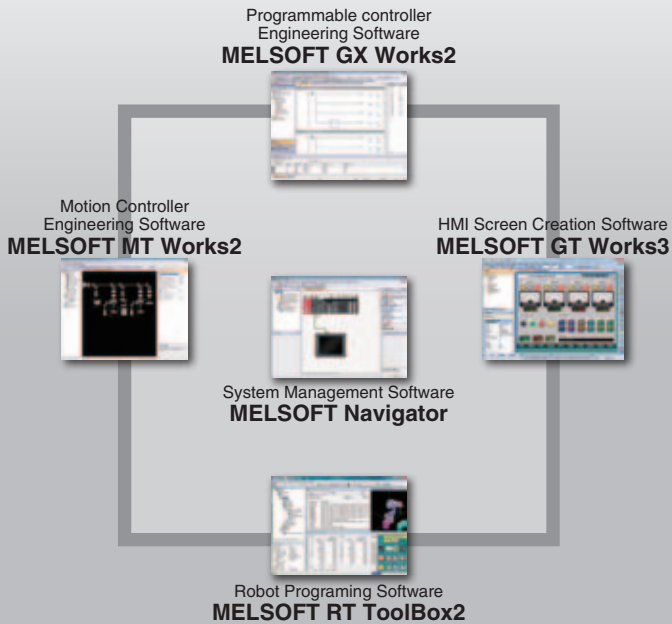 Programmable controller
Engineering Software
MELSOFT GX Works2
Motion Controller
Engineering Software
MELSOFT MT Works2
HMI Screen Creation Software
MELSOFT GT Works3
System Management Software
MELSOFT Navigator
Robot Programing Software
MELSOFT RT ToolBox2